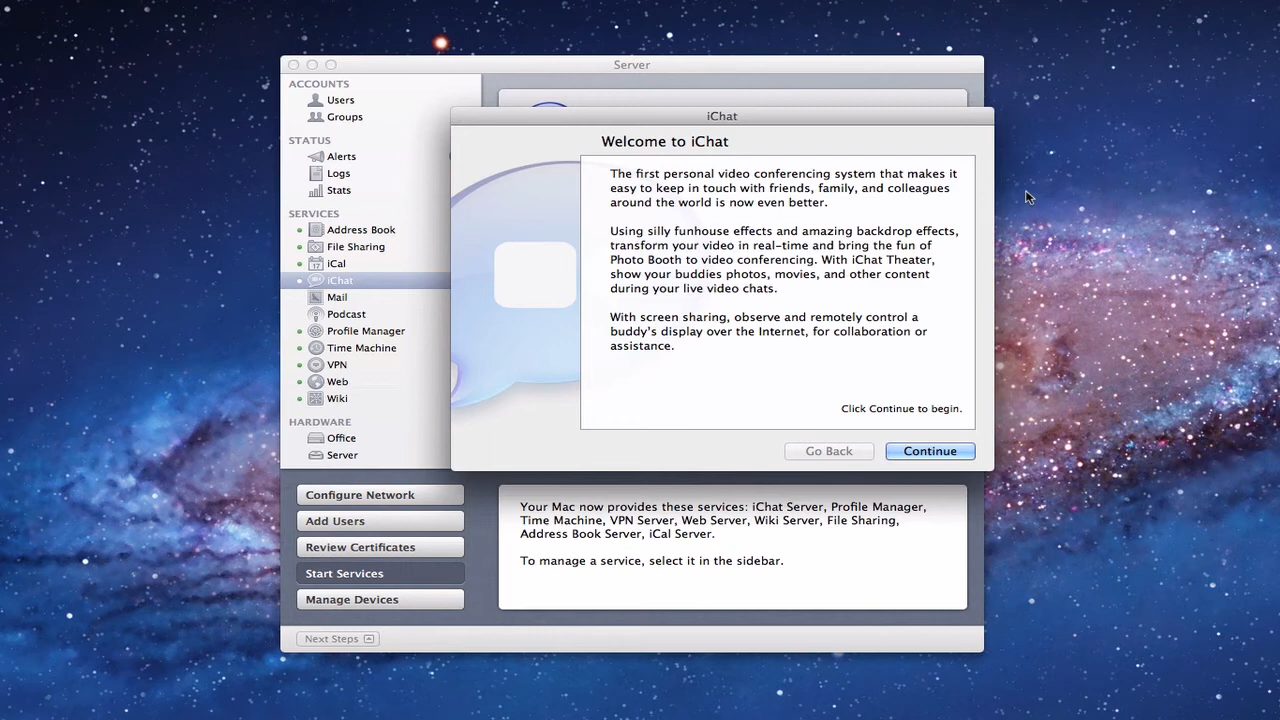 Server
ACCOUNTS
Users
Groups
STATUS
Alerts
Logs
Stats
SERVICES
Address Book
File Sharing
17
iCal
iChat
Mail
Podcast
Profile Manager
Time Machine
VPN
Web
Wiki
HARDWARE
Office
Server
iChat
Welcome to iChat
The first personal video conferencing system that makes it
easy to keep in touch with friends, family, and colleagues
around the world is now even better.
Using silly funhouse effects and amazing backdrop effects,
transform your video in real-time and bring the fun of
Photo Booth to video conferencing. With iChat Theater,
show your buddies photos, movies, and other content
during your live video chats.
With screen sharing, observe and remotely control a
buddy's display over the Internet, for collaboration or
assistance.
Click Continue to begin.
Go Back
Continue
Configure Network
Add Users
Review Certificates
Start Services
Manage Devices
Your Mac now provides these services: iChat Server, Profile Manager,
Time Machine, VPN Server, Web Server, Wiki Server, File Sharing,
Address Book Server, iCal Server.
To manage a service, select it in the sidebar.
Next Steps